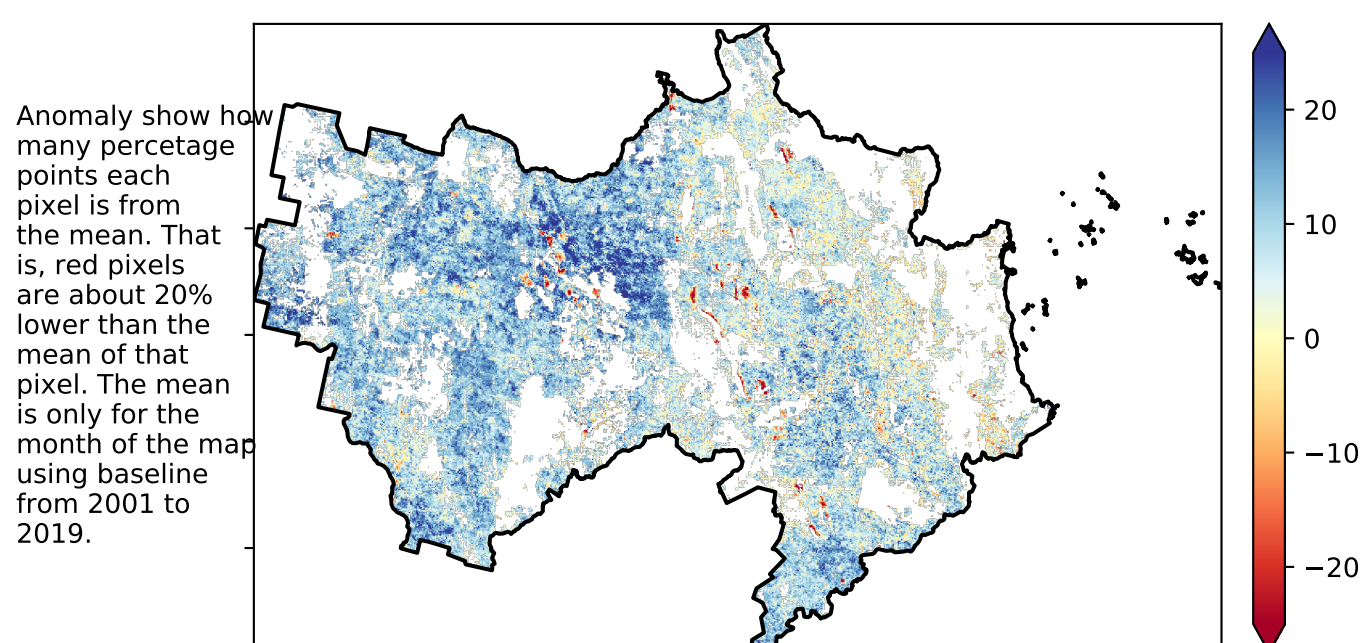 Anomaly show how
many percetage
points each
pixel is from
the mean. That
is, red pixels
are about 20%
lower than the
mean of that
pixel. The mean
is only for the
month of the map
using baseline
from 2001 to
2019.
20
10
0
−10
−20